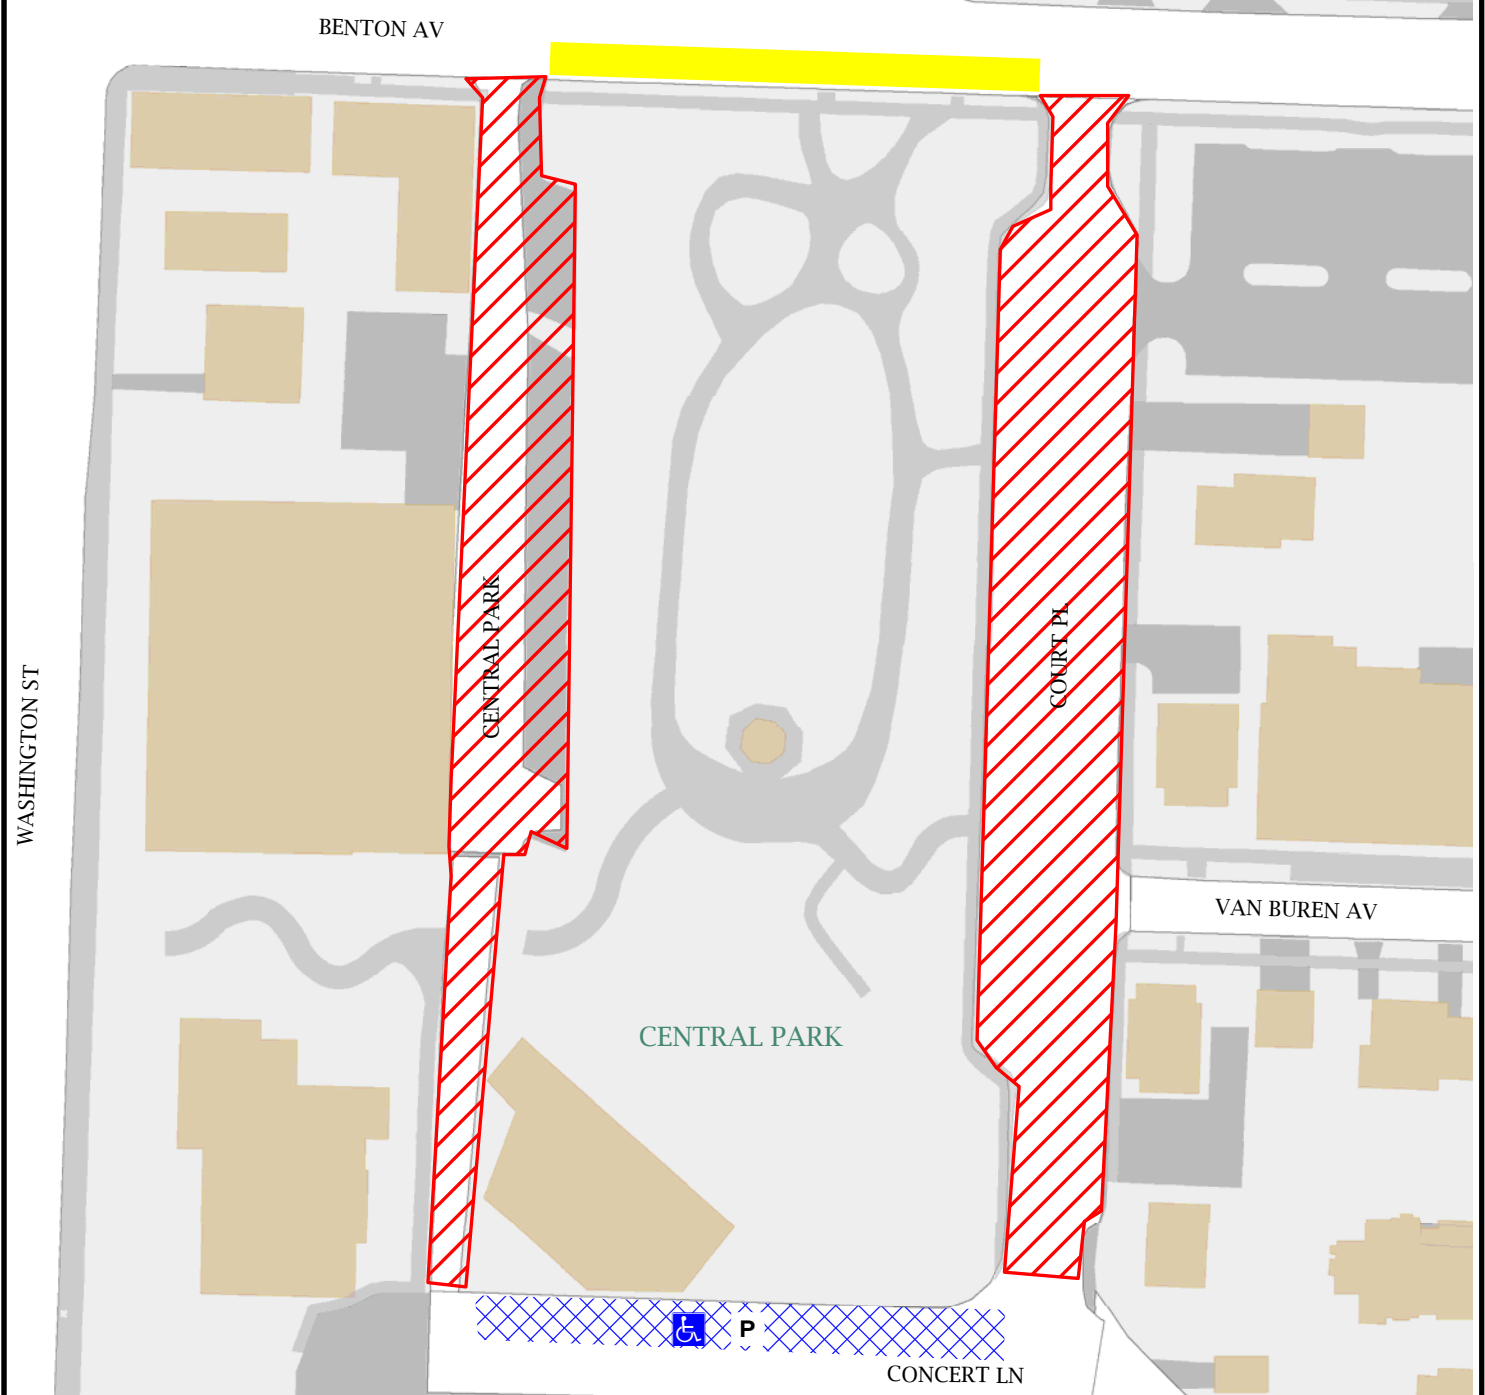 BENTON AV
CENTRAL PARK
COURT PL
WASHINGTON ST
VAN BUREN AV
CENTRAL PARK
P
CONCERT LN